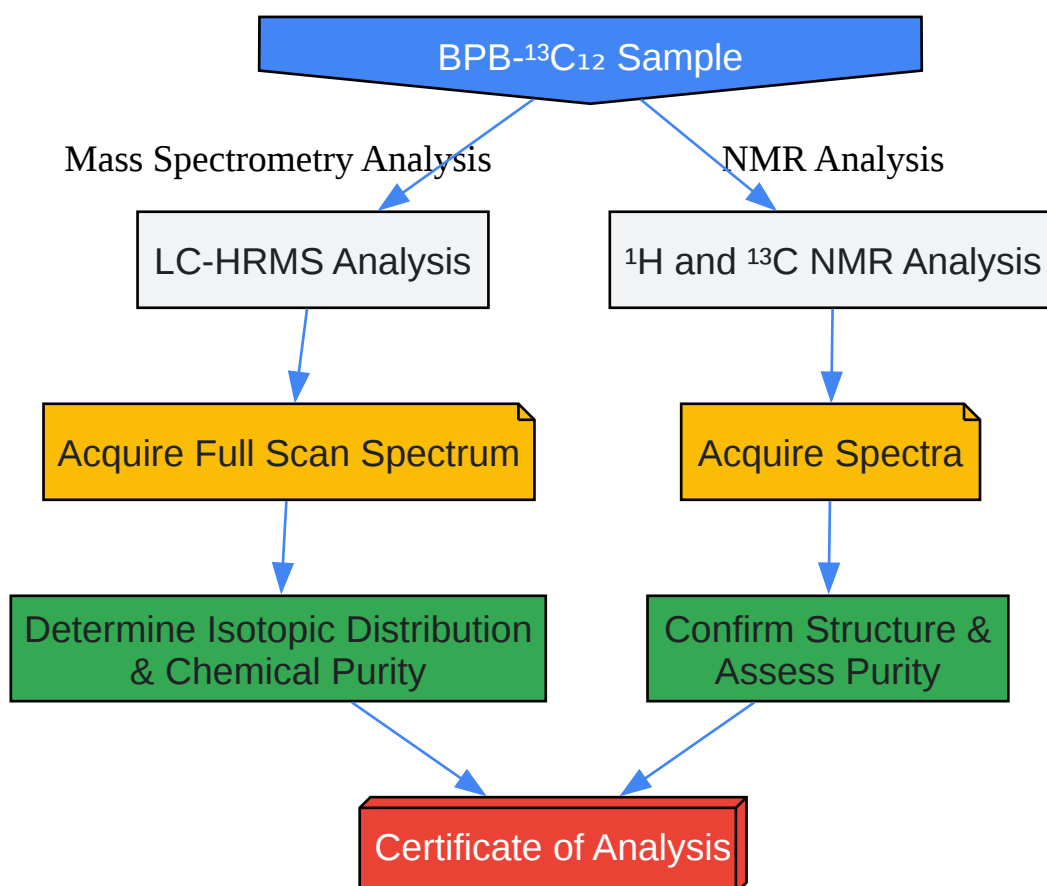 BPB-¹³C₁₂ Sample
Mass Spectrometry Analysis
NMR Analysis
LC-HRMS Analysis
¹H and ¹³C NMR Analysis
Acquire Full Scan Spectrum
Acquire Spectra
Determine Isotopic Distribution
& Chemical Purity
Confirm Structure &
Assess Purity
Certificate of Analysis